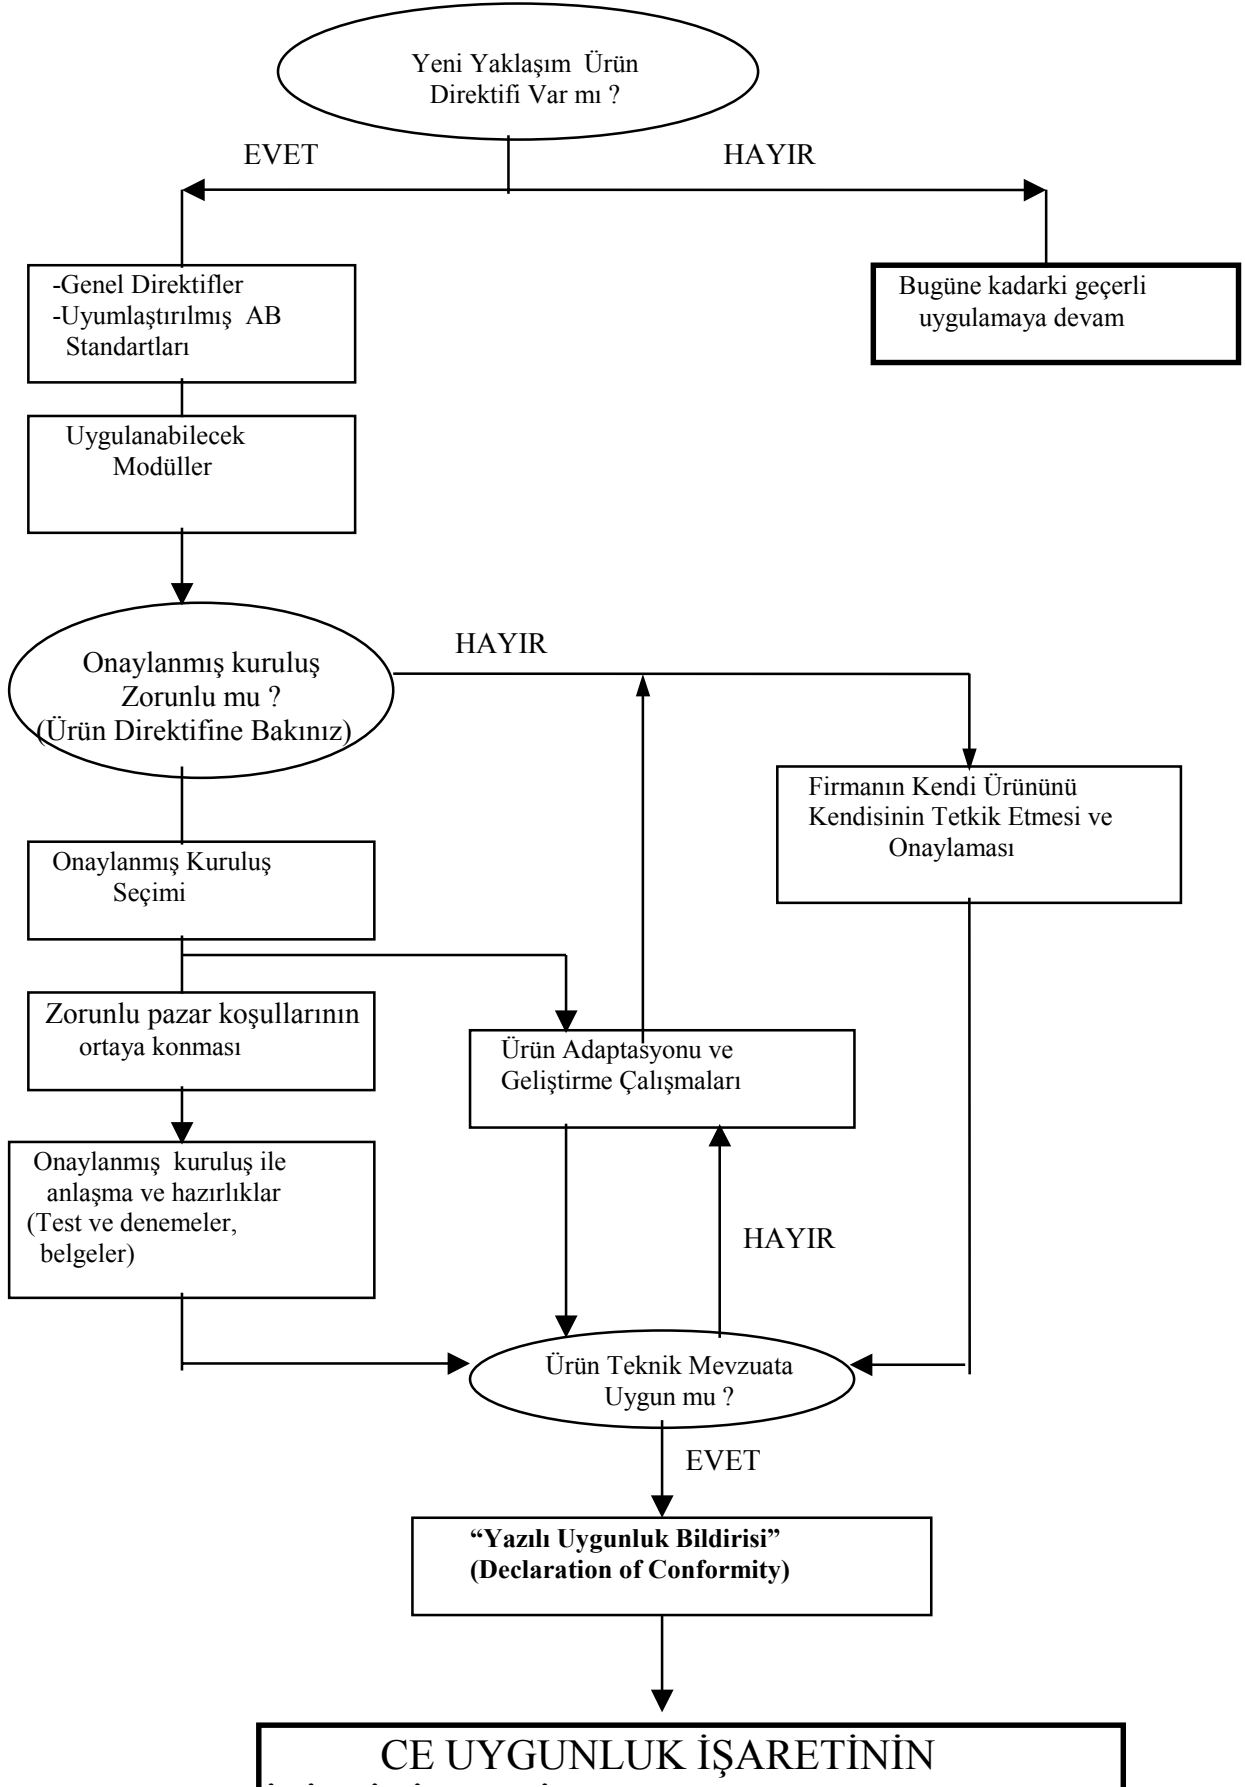 Yeni Yaklaşım Ürün
Direktifi Var mı ?
EVET
HAYIR
-Genel Direktifler
-Uyumlaştırılmış AB
Standartları
Bugüne kadarki geçerli
uygulamaya devam
Uygulanabilecek
Modüller
HAYIR
Onaylanmış kuruluş
Zorunlu mu ?
(Ürün Direktifine Bakınız)
Firmanın Kendi Ürününü
Kendisinin Tetkik Etmesi ve
Onaylaması
Onaylanmış Kuruluş
Seçimi
Zorunlu pazar koşullarının
ortaya konması
Ürün Adaptasyonu ve
Geliştirme Çalışmaları
Onaylanmış kuruluş ile
anlaşma ve hazırlıklar
(Test ve denemeler,
belgeler)
HAYIR
Ürün Teknik Mevzuata
Uygun mu ?
EVET
“Yazılı Uygunluk Bildirisi”
(Declaration of Conformity)
CE UYGUNLUK İŞARETİNİN